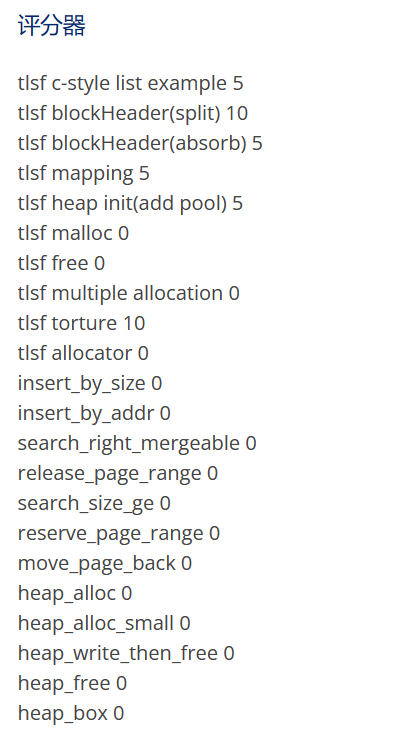 评分器
tlsf c-style list example 5
tlsf blockHeader(split) 10
tlsf blockHeader(absorb) 5
tlsf mapping 5
tlsf heap init(add pool) 5
tlsf malloc 0
tlsf free 0
tlsf multiple allocation 0
tlsf torture 10
tlsf allocator 0
insert_by_size 0
insert_by_addr 0
search_right_mergeable 0
release_page_range 0
search_size_ge 0
reserve_page_range 0
move_page_back 0
heap_alloc 0
heap_alloc_small 0
heap_write_then_free 0
heap_free 0
heap_box 0